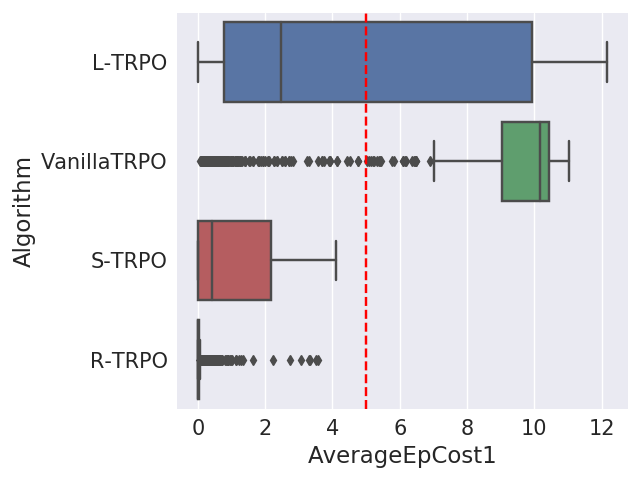 Algorithm
L-TRPO
VanillaTRPO
S-TRPO
R-TRPO
0 2 4 6 8 10 12
AverageEpCost1